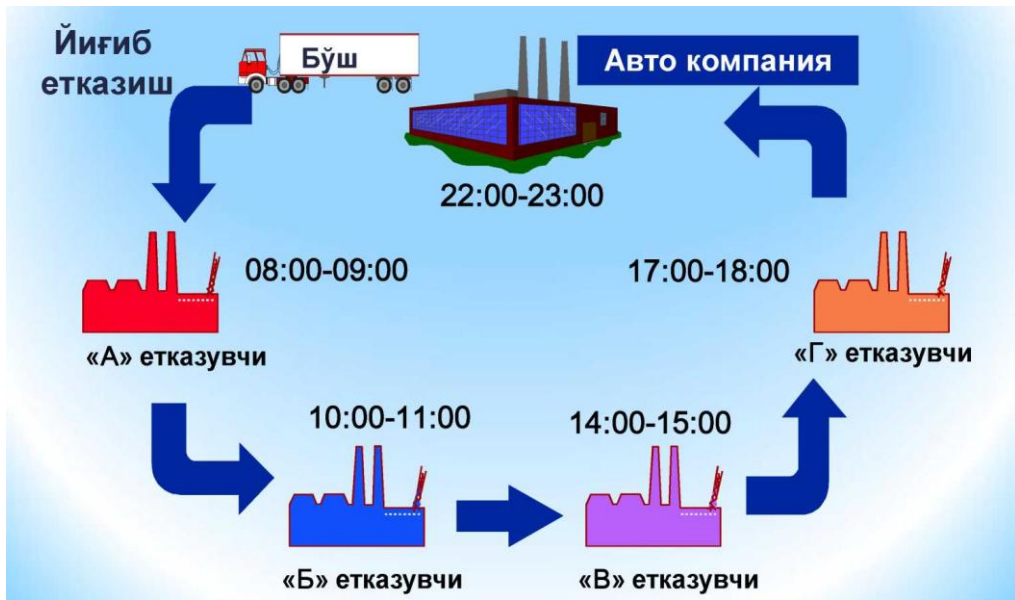 Йиғиб
етказиш
Бўш
Авто компания
22:00-23:00
08:00-09:00
17:00-18:00
«А» етказувчи
«Г» етказувчи
10:00-11:00
14:00-15:00
«Б» етказувчи
«В» етказувчи